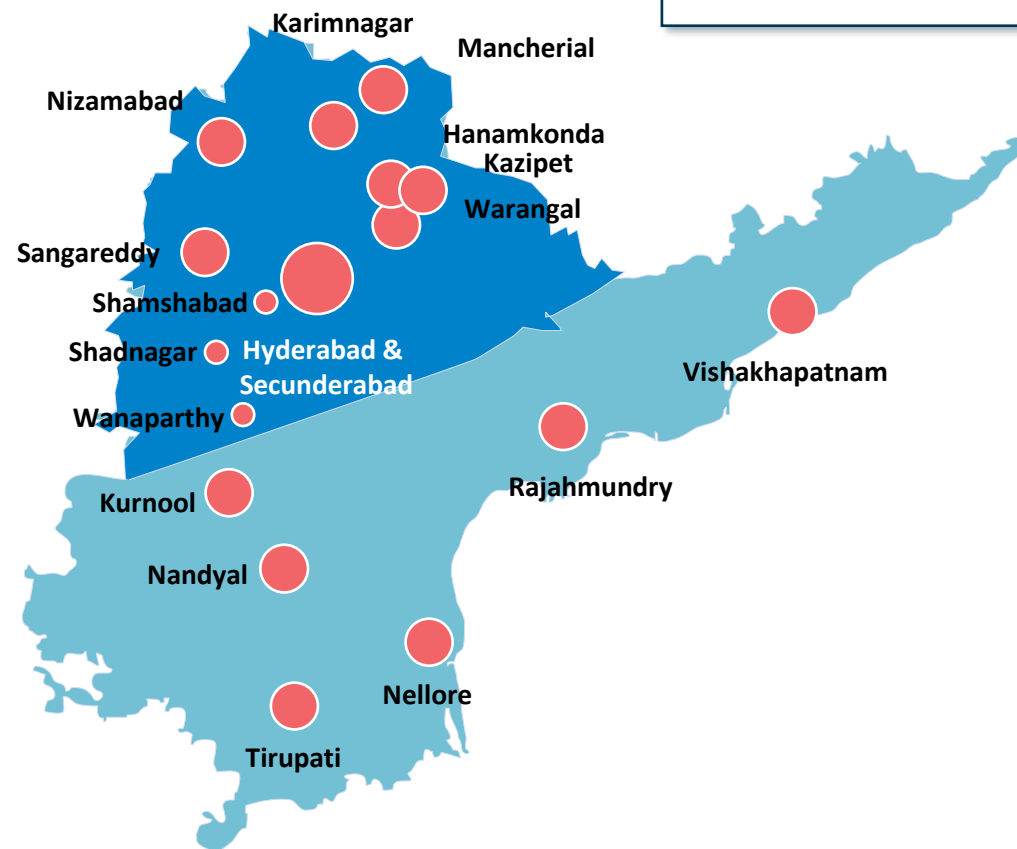 Karimnagar
Mancherial
Nizamabad
Hanamkonda
Kazipet
Warangal
Sangareddy
Shamshabad
Shadnagar
Hyderabad &
Secunderabad
Vishakhapatnam
Wanaparthy
Rajahmundry
Kurnool
Nandyal
Nellore
Tirupati